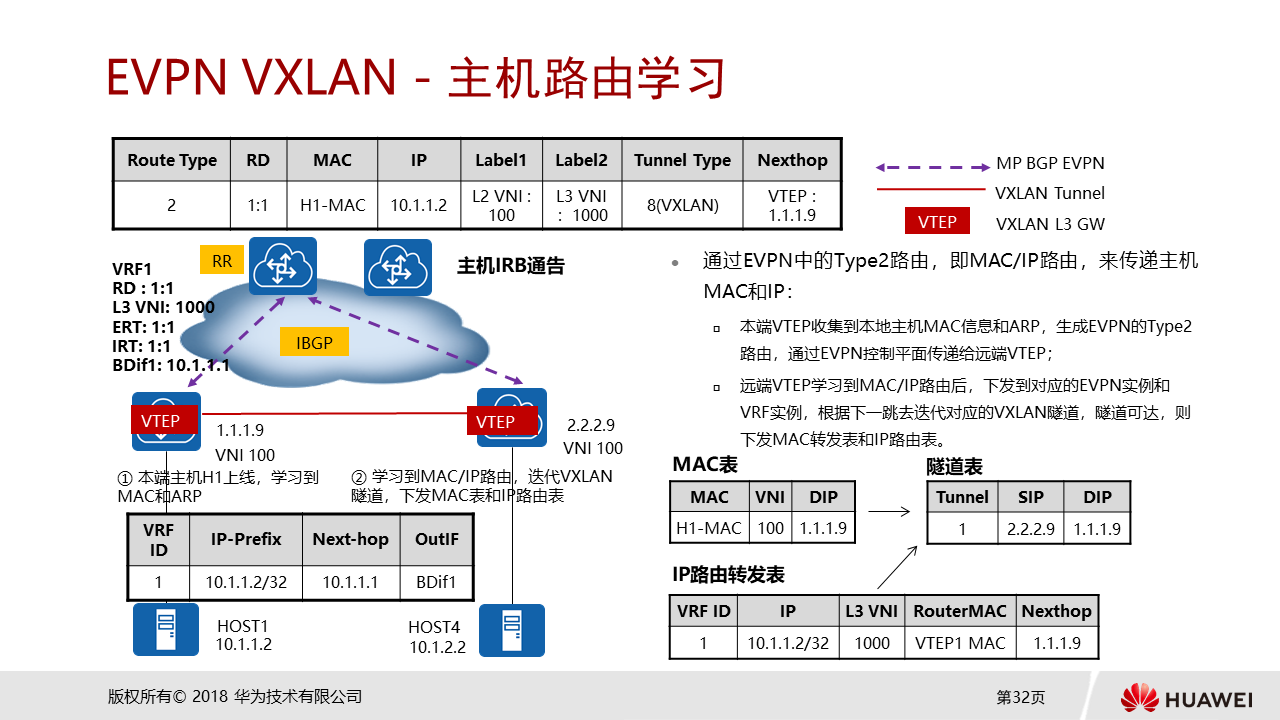 EVPN VXLAN - 主机路由学习
Route Type RD MAC IP Label1 Label2 Tunnel Type Nexthop
2 1:1 H1-MAC 10.1.1.2 L2 VNI : 100 L3 VNI : 1000 8(VXLAN) VTEP : 1.1.1.9
MP BGP EVPN
VXLAN Tunnel
VTEP VXLAN L3 GW
RR
主机IRB通告
VRF1
RD : 1:1
L3 VNI: 1000
ERT: 1:1
IRT: 1:1
BDif1: 10.1.1.1
IBGP
VTEP
1.1.1.9
VNI 100
VTEP
2.2.2.9
VNI 100
① 本端主机H1上线，学习到
MAC和ARP
② 学习到MAC/IP路由，迭代VXLAN
隧道，下发MAC表和IP路由表
VRF ID IP-Prefix Next-hop OutIF
1 10.1.1.2/32 10.1.1.1 BDif1
HOST1
10.1.1.2
HOST4
10.1.2.2
通过EVPN中的Type2路由，即MAC/IP路由，来传递主机
MAC和IP：
本端VTEP收集到本地主机MAC信息和ARP，生成EVPN的Type2
路由，通过EVPN控制平面传递给远端VTEP；
远端VTEP学习到MAC/IP路由后，下发到对应的EVPN实例和
VRF实例，根据下一跳去迭代对应的VXLAN隧道，隧道可达，则
下发MAC转发表和IP路由表。
MAC表
MAC VNI DIP
H1-MAC 100 1.1.1.9
隧道表
Tunnel SIP DIP
1 2.2.2.9 1.1.1.9
IP路由转发表
VRF ID IP L3 VNI RouterMAC Nexthop
1 10.1.1.2/32 1000 VTEP1 MAC 1.1.1.9
版权所有© 2018 华为技术有限公司
第32页
HUAWEI